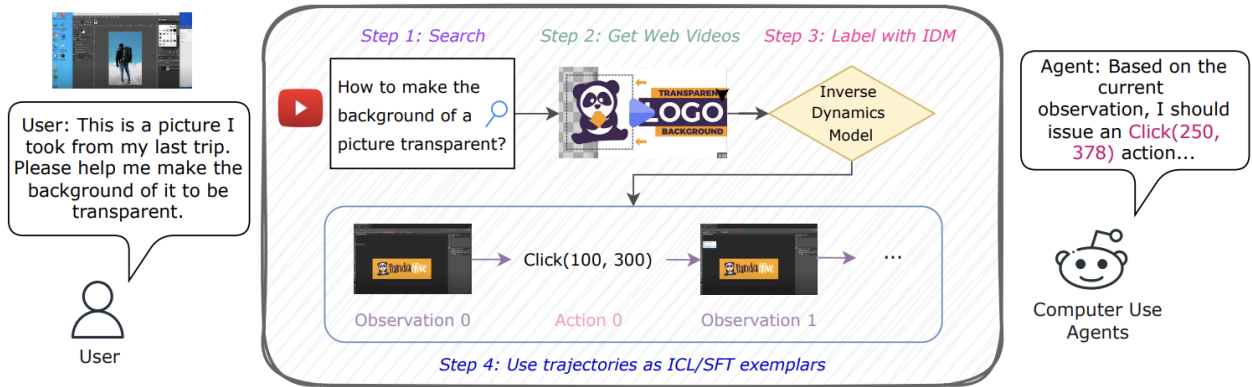 Step 1: Search
Step 2: Get Web Videos
Step 3: Label with IDM
User: This is a picture I
took from my last trip.
Please help me make the
background of it to be
transparent.
User
How to make the
background of a
picture transparent?
TRANSPAREN
LOGO
BACKGROUND
Inverse
Dynamics
Model
Agent: Based on the
current
observation, I should
issue an Click(250,
378) action...
Computer Use
Agents
Click(100, 300)
...
Observation 0
Action 0
Observation 1
Step 4: Use trajectories as ICL/SFT exemplars